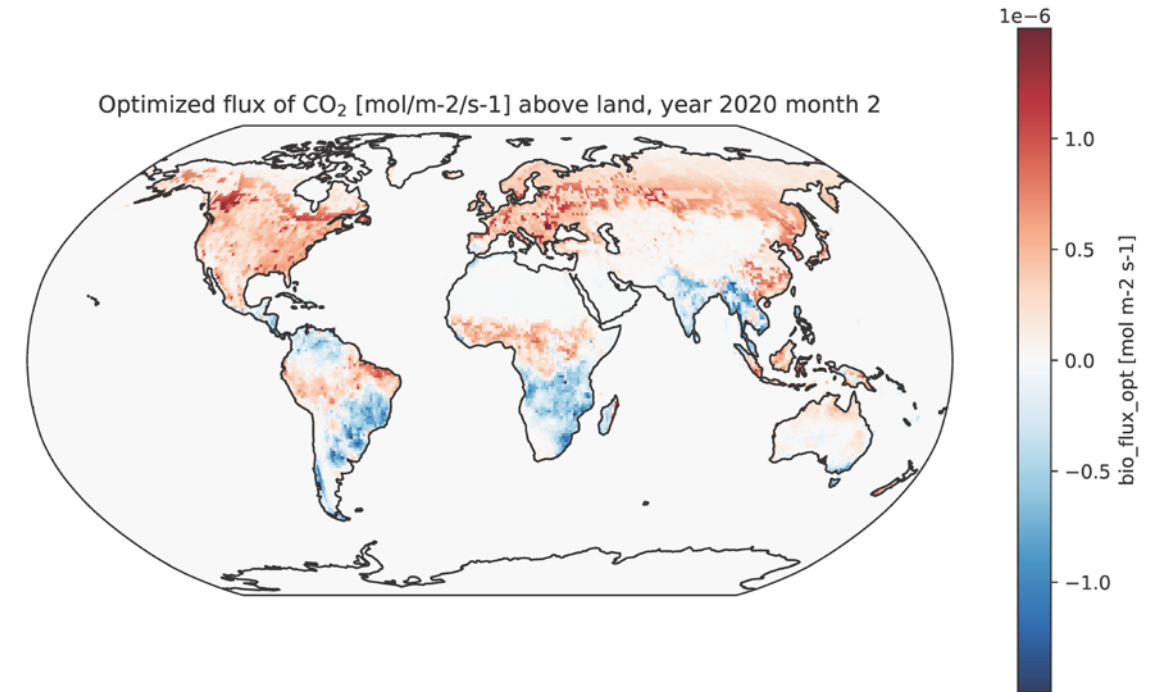 1e−6
Optimized flux of CO₂ [mol/m-2/s-1] above land, year 2020 month 2
1.0
0.5
0.0
−0.5
−1.0
bio_flux_opt [mol m-2 s-1]